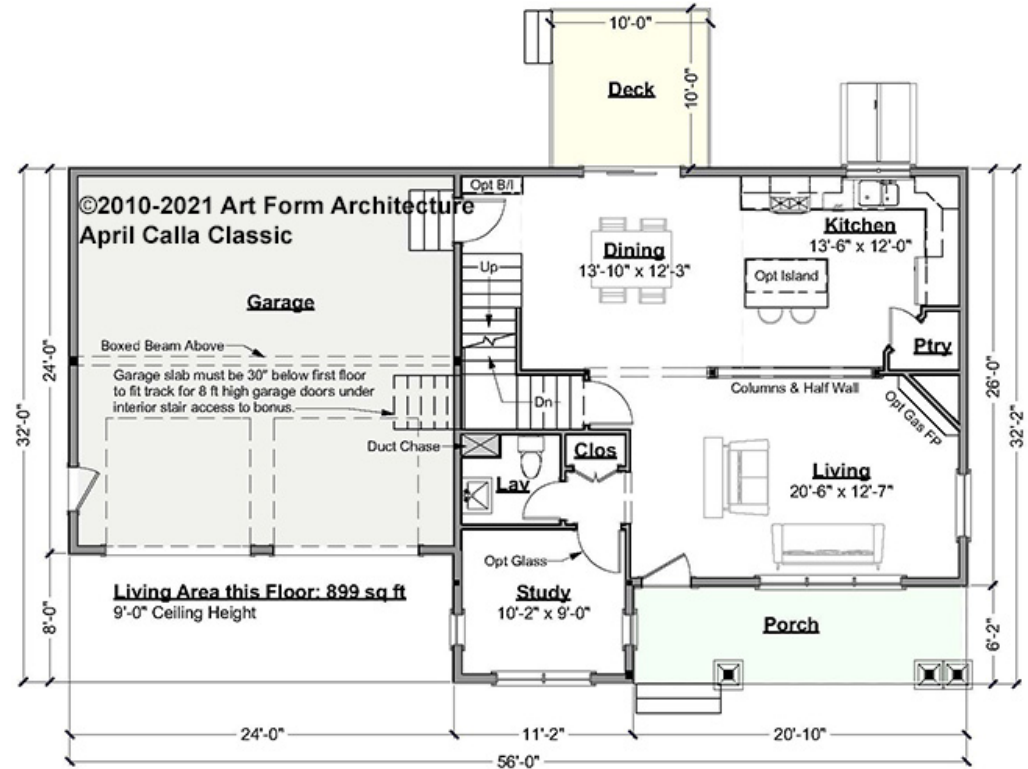 10'-0"
10'-0"
Deck
Opt B/I
©2010-2021 Art Form Architecture
April Calla Classic
Kitchen
13'-6" x 12'-0"
Dining
13'-10" x 12'-3"
Up
Opt Island
Garage
Boxed Beam Above
Ptry
24'-0"
26'-0"
Garage slab must be 30" below first floor
to fit track for 8 ft high garage doors under
interior stair access to bonus.
Columns & Half Wall
Dn
Opt Gas FP
32'-0"
32'-2"
Duct Chase
Clos
Lav
Living
20'-6" x 12'-7"
Opt Glass
Living Area this Floor: 899 sq ft
9'-0" Ceiling Height
Study
10'-2" x 9'-0"
Porch
8'-0"
6'-2"
24'-0"
11'-2"
20'-10"
56'-0"